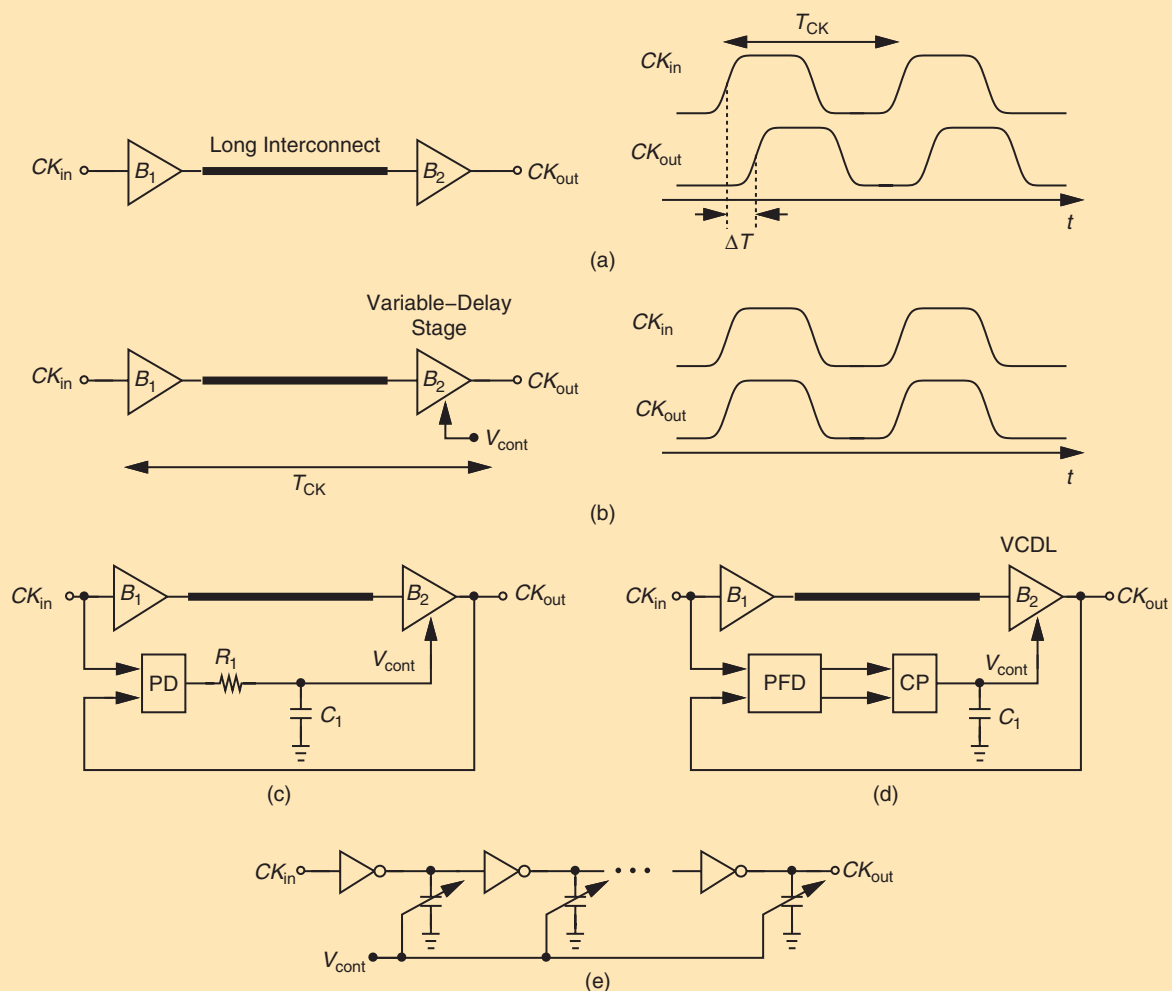 T_CK
CK_in
CK_out
ΔT
t
CK_in
B_1
Long Interconnect
B_2
CK_out
(a)
Variable–Delay
Stage
CK_in
B_1
B_2
CK_out
V_cont
T_CK
CK_in
CK_out
t
(b)
CK_in
B_1
B_2
CK_out
PD
R_1
V_cont
C_1
(c)
VCDL
CK_in
B_1
B_2
CK_out
PFD
CP
V_cont
C_1
(d)
CK_in
CK_out
V_cont
(e)